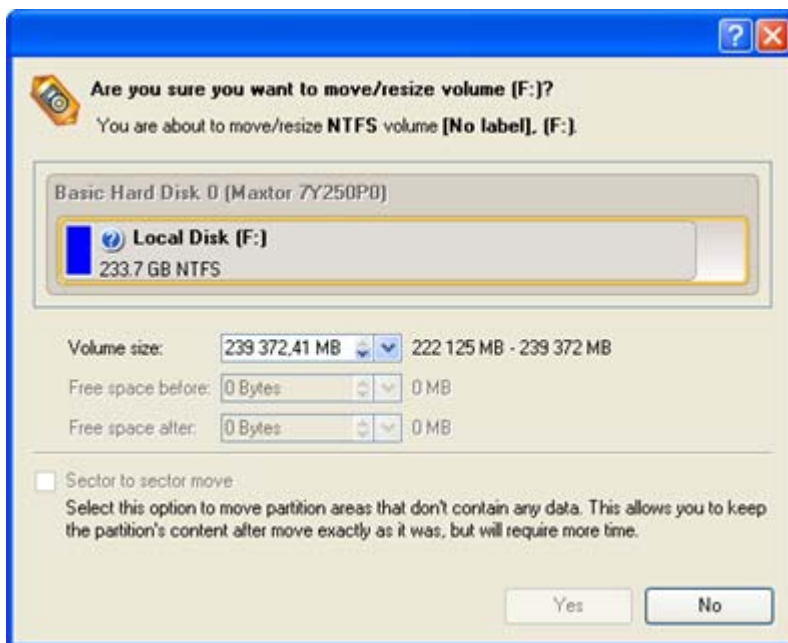 Are you sure you want to move/resize volume (F:)?
You are about to move/resize NTFS volume [No label], (F:).
Basic Hard Disk 0 (Maxtor 7Y250P0)
Local Disk (F:)
233.7 GB NTFS
Volume size: 239 372,41 MB 222 125 MB - 239 372 MB
Free space before: 0 Bytes 0 MB
Free space after: 0 Bytes 0 MB
Sector to sector move
Select this option to move partition areas that don't contain any data. This allows you to keep
the partition's content after move exactly as it was, but will require more time.
Yes No